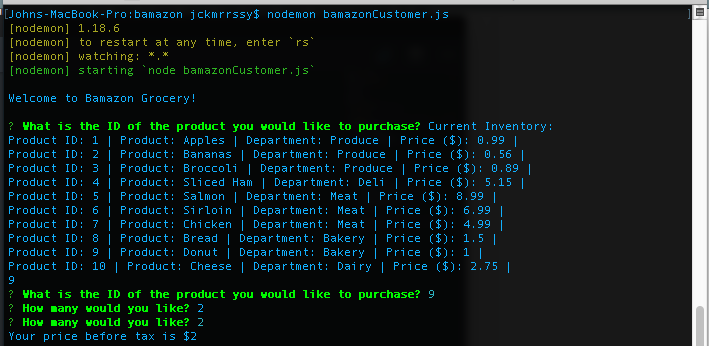 [Johns-MacBook-Pro:bamazon jckmrrssy$ nodemon bamazonCustomer.js ]
[nodemon] 1.18.6
[nodemon] to restart at any time, enter `rs`
[nodemon] watching: *.*
[nodemon] starting `node bamazonCustomer.js`
Welcome to Bamazon Grocery!
? What is the ID of the product you would like to purchase? Current Inventory:
Product ID: 1 | Product: Apples | Department: Produce | Price ($): 0.99 |
Product ID: 2 | Product: Bananas | Department: Produce | Price ($): 0.56 |
Product ID: 3 | Product: Broccoli | Department: Produce | Price ($): 0.89 |
Product ID: 4 | Product: Sliced Ham | Department: Deli | Price ($): 5.15 |
Product ID: 5 | Product: Salmon | Department: Meat | Price ($): 8.99 |
Product ID: 6 | Product: Sirloin | Department: Meat | Price ($): 6.99 |
Product ID: 7 | Product: Chicken | Department: Meat | Price ($): 4.99 |
Product ID: 8 | Product: Bread | Department: Bakery | Price ($): 1.5 |
Product ID: 9 | Product: Donut | Department: Bakery | Price ($): 1 |
Product ID: 10 | Product: Cheese | Department: Dairy | Price ($): 2.75 |
9
? What is the ID of the product you would like to purchase? 9
? How many would you like? 2
? How many would you like? 2
Your price before tax is $2